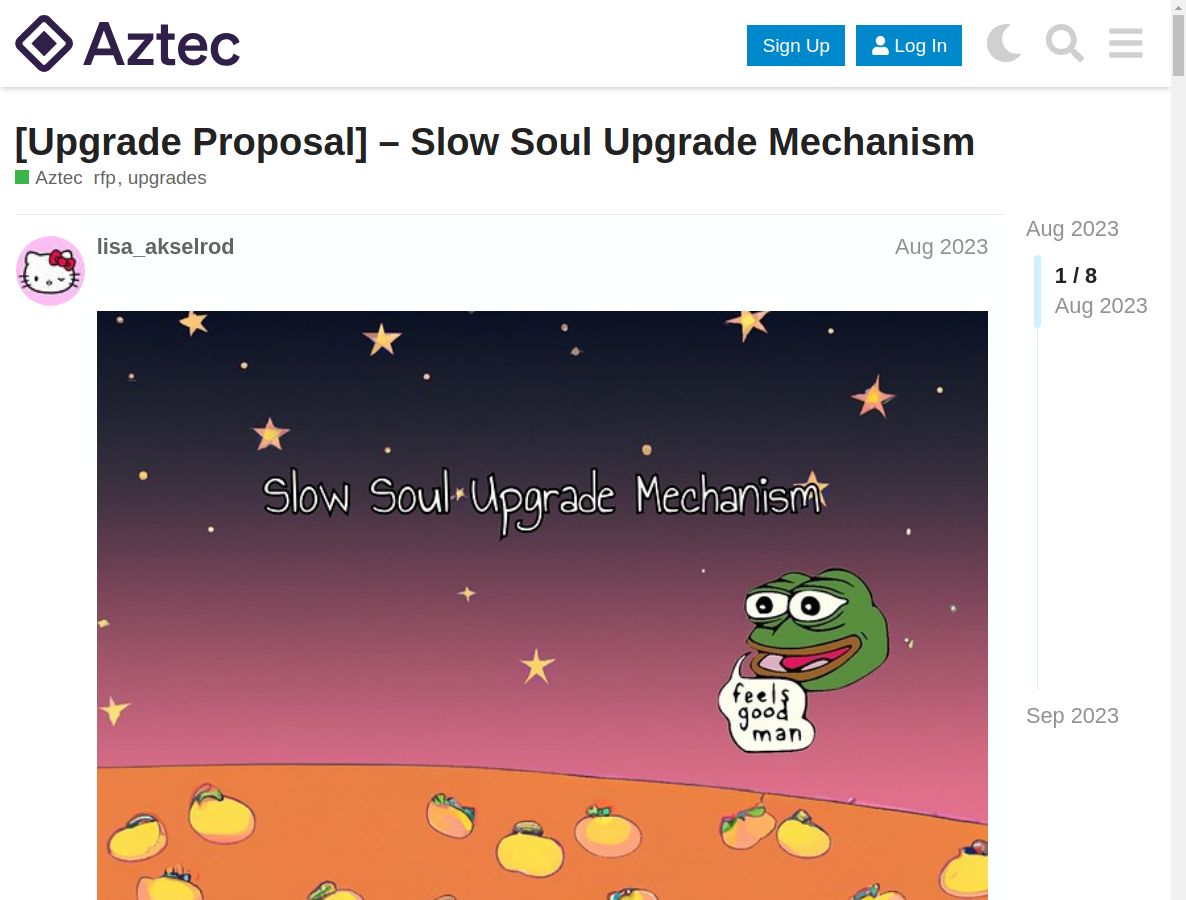 Aztec
Sign Up
Log In
[Upgrade Proposal] – Slow Soul Upgrade Mechanism
Aztec rfp, upgrades
lisa_akselrod
Aug 2023
Aug 2023
1 / 8
Aug 2023
Slow Soul Upgrade Mechanism
feels
good
man
Sep 2023